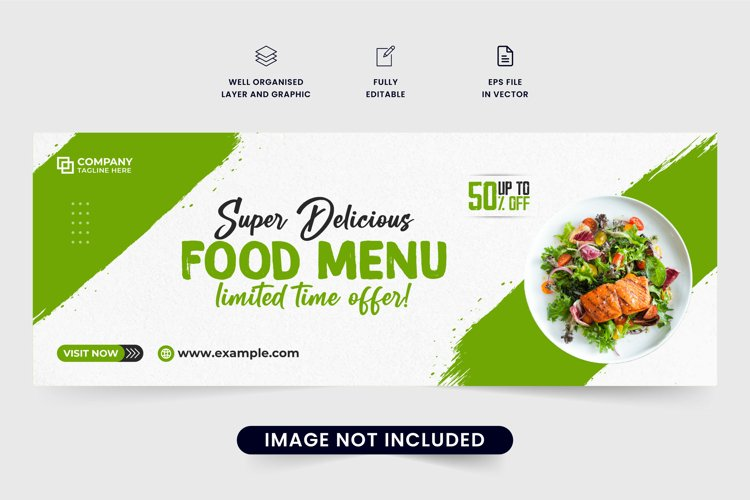 WELL ORGANISED
LAYER AND GRAPHIC
FULLY
EDITABLE
EPS FILE
IN VECTOR
COMPANY
TAGLINE HERE
50% UP TO
OFF
Super Delicious
FOOD MENU
limited time offer!
VISIT NOW
www.example.com
IMAGE NOT INCLUDED